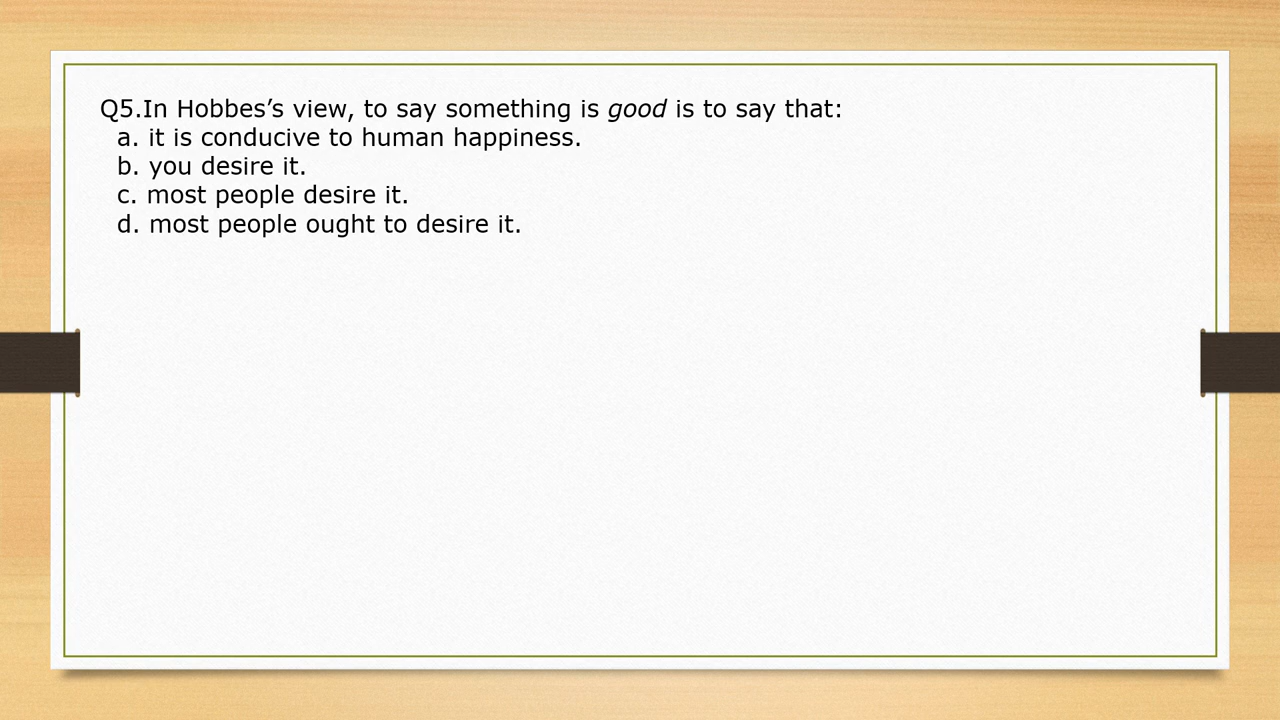 Q5.In Hobbes’s view, to say something is good is to say that:
a. it is conducive to human happiness.
b. you desire it.
c. most people desire it.
d. most people ought to desire it.